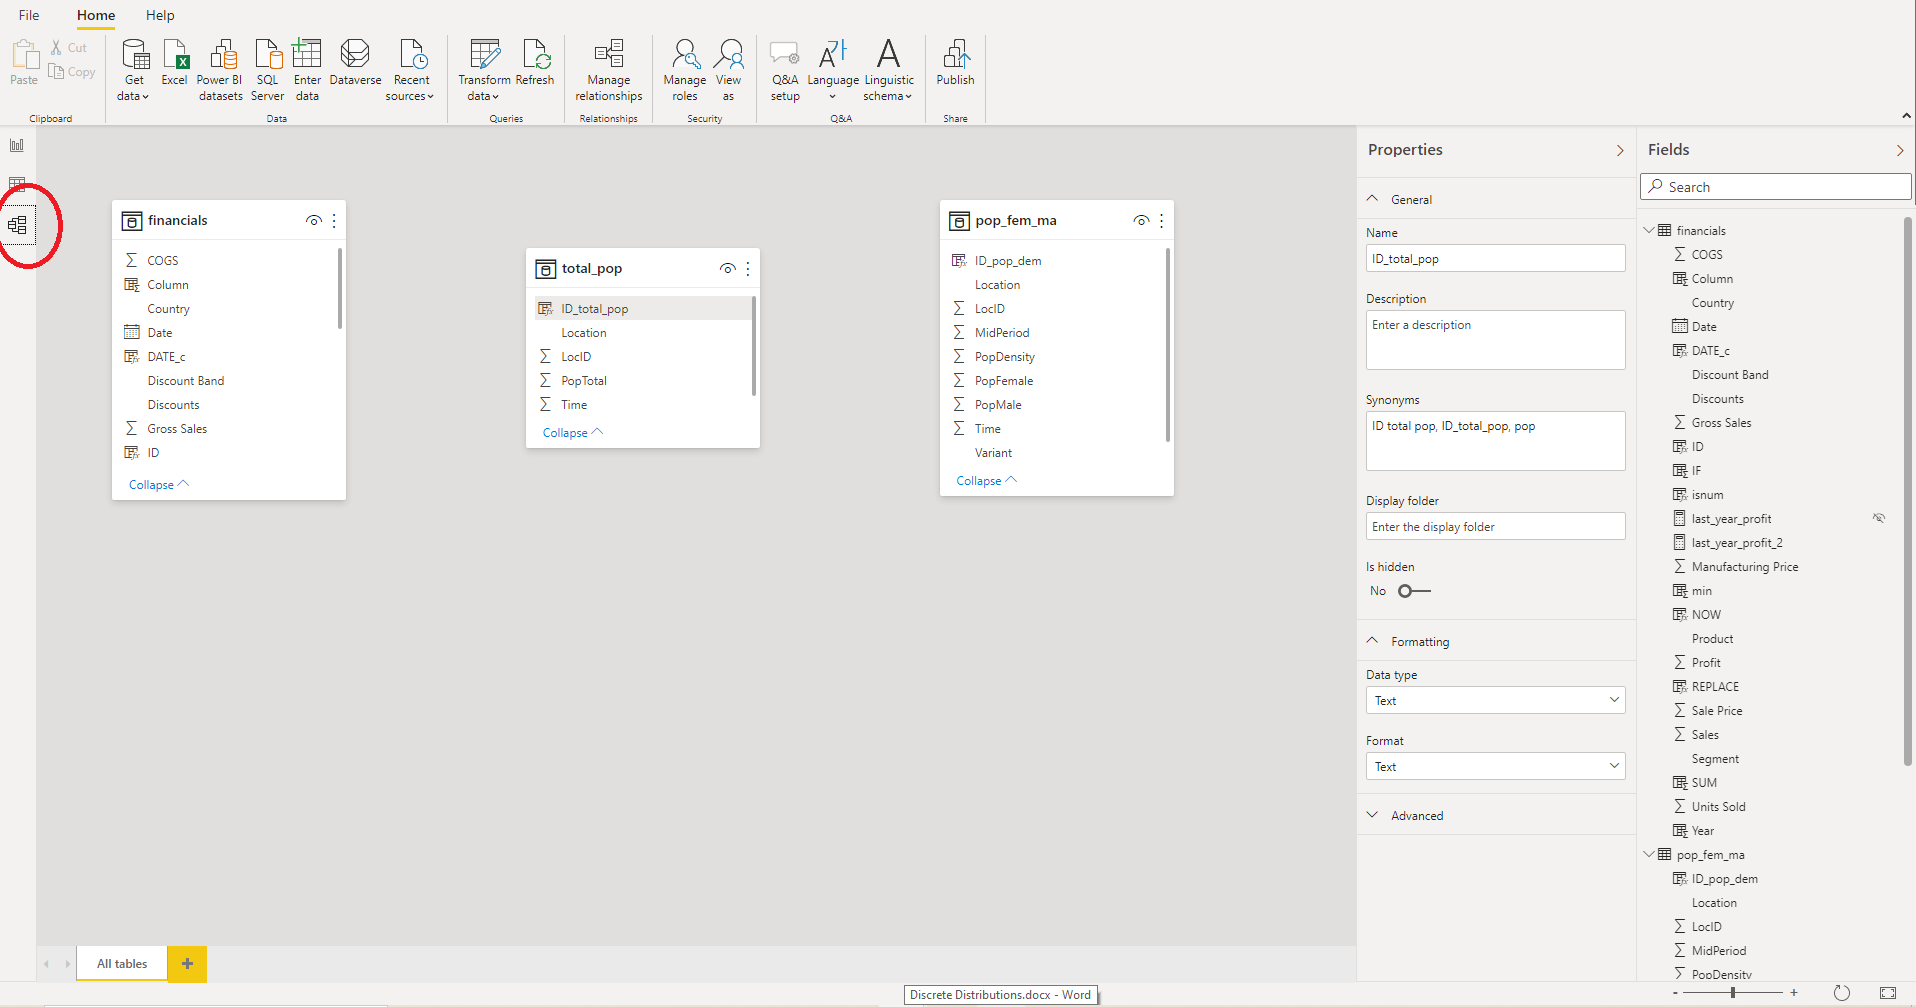 File Home Help
Paste
Cut
Copy
Clipboard
Get data
Excel
Power BI datasets
SQL Server
Enter data
Dataverse
Recent sources
Data
Transform data
Refresh
Queries
Manage relationships
Relationships
Manage roles
View as
Security
Q&A setup
Language
Linguistic schema
Q&A
Publish
Share
financials
COGS
Column
Country
Date
DATE_c
Discount Band
Discounts
Gross Sales
ID
Collapse
total_pop
ID_total_pop
Location
LocID
PopTotal
Time
Collapse
pop_fem_ma
ID_pop_dem
Location
LocID
MidPeriod
PopDensity
PopFemale
PopMale
Time
Variant
Collapse
Properties
General
Name
ID_total_pop
Description
Enter a description
Synonyms
ID total pop, ID_total_pop, pop
Display folder
Enter the display folder
Is hidden
No
Formatting
Data type
Text
Format
Text
Advanced
Fields
Search
financials
COGS
Column
Country
Date
DATE_c
Discount Band
Discounts
Gross Sales
ID
IF
isnum
last_year_profit
last_year_profit_2
Manufacturing Price
min
NOW
Product
Profit
REPLACE
Sale Price
Sales
Segment
SUM
Units Sold
Year
pop_fem_ma
ID_pop_dem
Location
LocID
MidPeriod
PopDensity
All tables
+
Discrete Distributions.docx - Word
- +